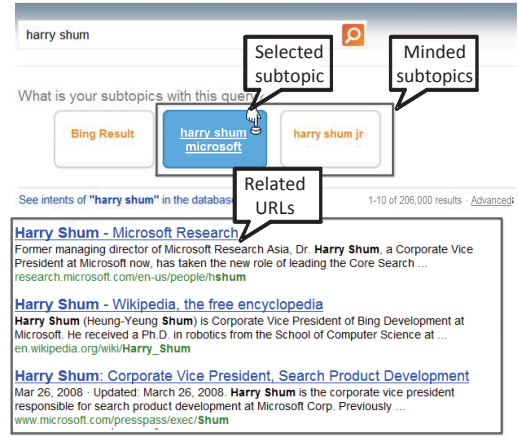 harry shum
Selected
subtopic
Minded
subtopics
What is your subtopics with this query
Bing Result
harry shum
microsoft
harry shum jr
Related
URLs
See intents of "harry shum" in the database
1-10 of 206,000 results · Advanced
Harry Shum - Microsoft Research
Former managing director of Microsoft Research Asia, Dr. Harry Shum, a Corporate Vice
President at Microsoft now, has taken the new role of leading the Core Search ...
research.microsoft.com/en-us/people/hshum
Harry Shum - Wikipedia, the free encyclopedia
Harry Shum (Heung-Yeung Shum) is Corporate Vice President of Bing Development at
Microsoft. He received a Ph.D. in robotics from the School of Computer Science at ...
en.wikipedia.org/wiki/Harry_Shum
Harry Shum: Corporate Vice President, Search Product Development
Mar 26, 2008 · Updated: March 26, 2008. Harry Shum is the corporate vice president
responsible for search product development at Microsoft Corp. Previously ...
www.microsoft.com/presspass/exec/Shum